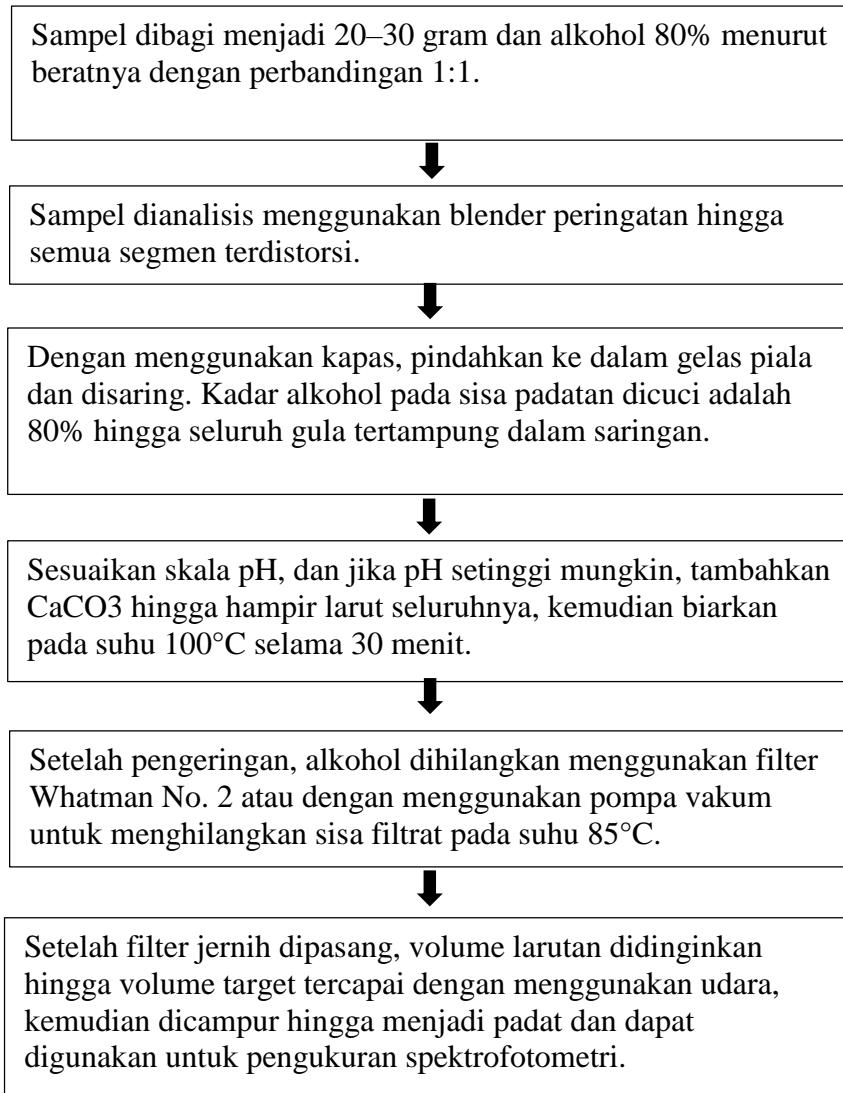 Sampel dibagi menjadi 20–30 gram dan alkohol 80% menurut
beratnya dengan perbandingan 1:1.
Sampel dianalisis menggunakan blender peringatan hingga
semua segmen terdistorsi.
Dengan menggunakan kapas, pindahkan ke dalam gelas piala
dan disaring. Kadar alkohol pada sisa padatan dicuci adalah
80% hingga seluruh gula tertampung dalam saringan.
Sesuaikan skala pH, dan jika pH setinggi mungkin, tambahkan
CaCO3 hingga hampir larut seluruhnya, kemudian biarkan
pada suhu 100°C selama 30 menit.
Setelah pengeringan, alkohol dihilangkan menggunakan filter
Whatman No. 2 atau dengan menggunakan pompa vakum
untuk menghilangkan sisa filtrat pada suhu 85°C.
Setelah filter jernih dipasang, volume larutan didinginkan
hingga volume target tercapai dengan menggunakan udara,
kemudian dicampur hingga menjadi padat dan dapat
digunakan untuk pengukuran spektrofotometri.